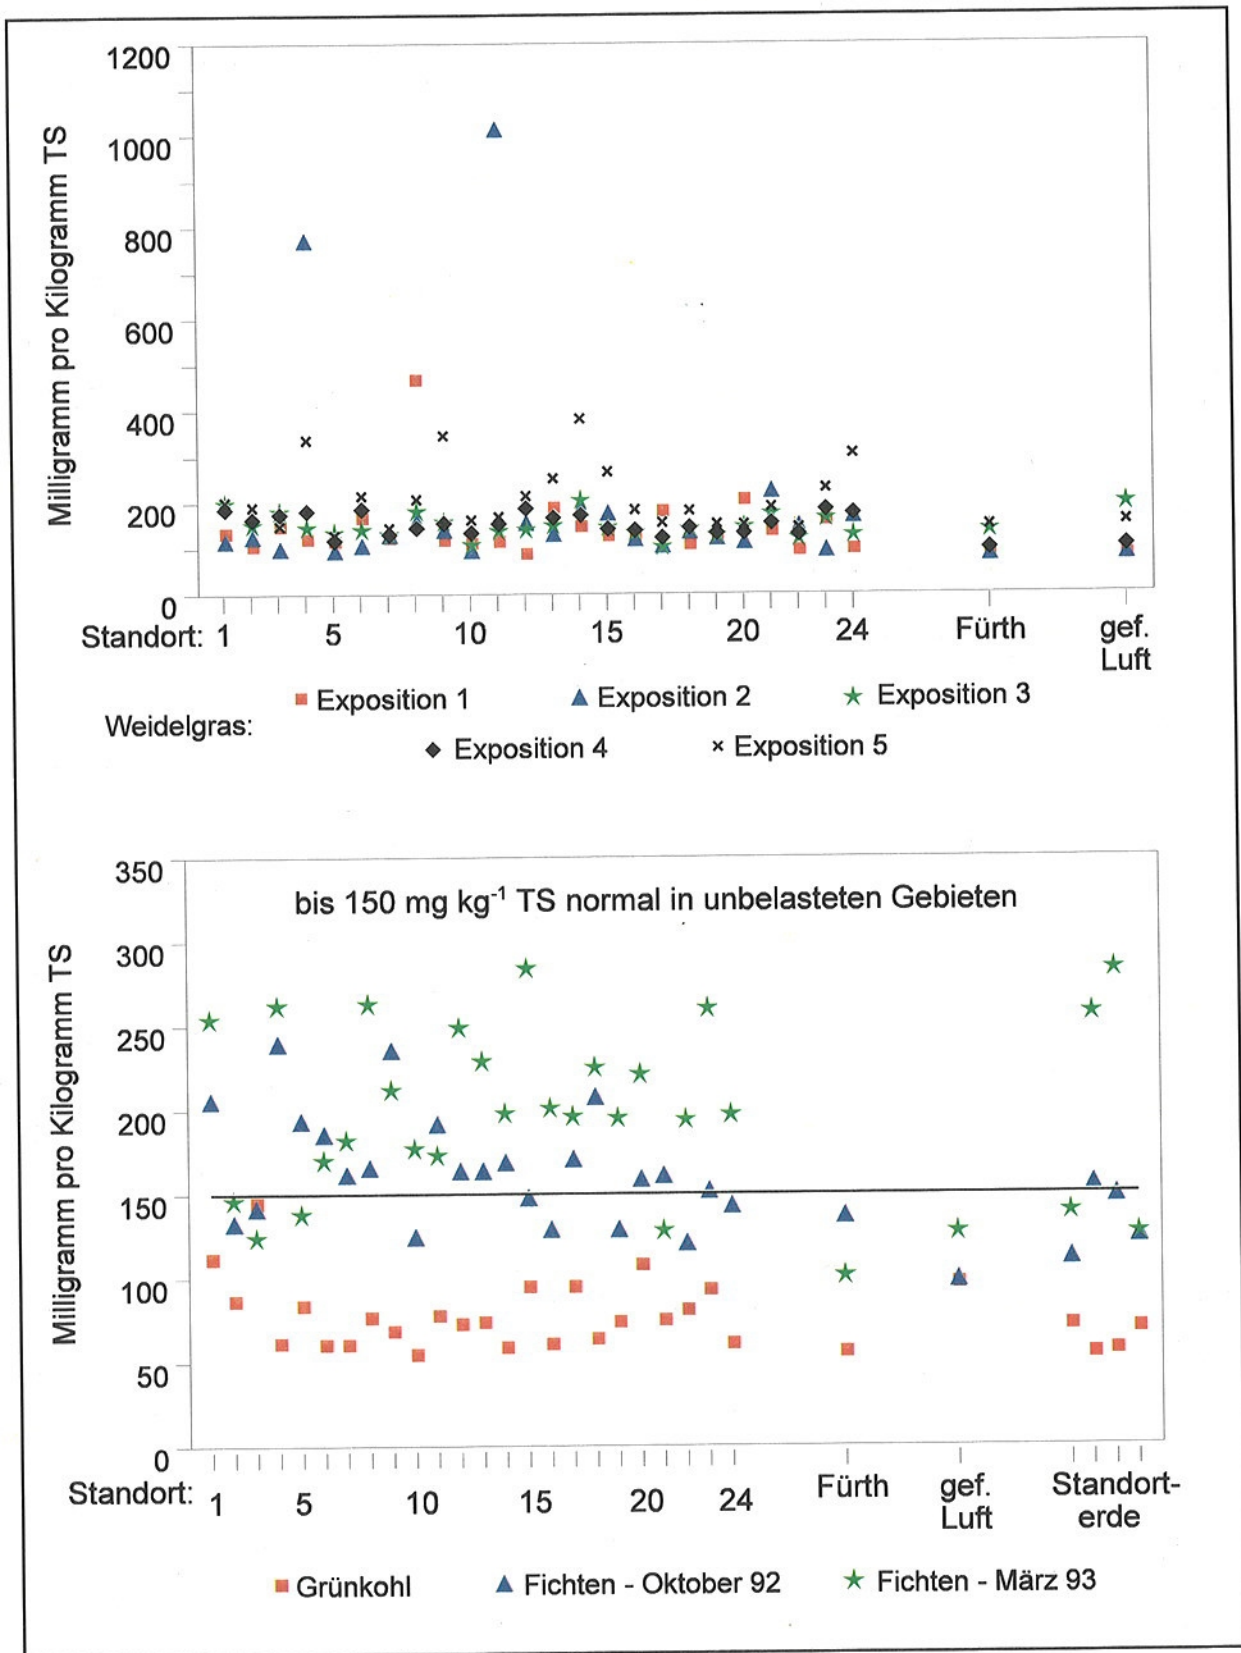 1200
1000
800
600
400
200
0
Milligramm pro Kilogramm TS
Standort: 1 5 10 15 20 24 Fürth gef. Luft
Exposition 1 Exposition 2 Exposition 3
Weidelgras:
Exposition 4 Exposition 5
350
300
250
200
150
100
50
0
Milligramm pro Kilogramm TS
bis 150 mg kg⁻¹ TS normal in unbelasteten Gebieten
Standort: 1 5 10 15 20 24 Fürth gef. Luft Standort-erde
Grünkohl Fichten - Oktober 92 Fichten - März 93